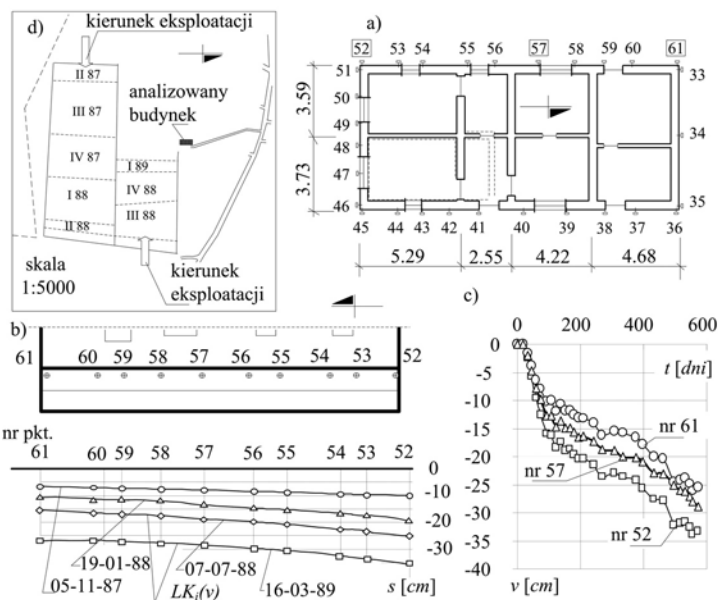 d)
kierunek eksploatacji
II 87
III 87
analizowany
budynek
IV 87
I 89
I 88
IV 88
II 88
III 88
skala
1:5000
kierunek
eksploatacji
a)
52 53 54 55 56 57 58 59 60 61
51 33
50
3.59
49 34
48
3.73
47
46 35
45 44 43 42 41 40 39 38 37 36
5.29 2.55 4.22 4.68
b)
61 60 59 58 57 56 55 54 53 52
nr pkt.
61 60 59 58 57 56 55 54 53 52
0
-10
-20
-30
19-01-88 07-07-88
05-11-87 LKi(v) 16-03-89 s [cm]
c)
0 200 400 600
0
t [dni]
-5
-10
nr 61
-15
-20
nr 57
-25
-30
nr 52
-35
-40
v [cm]